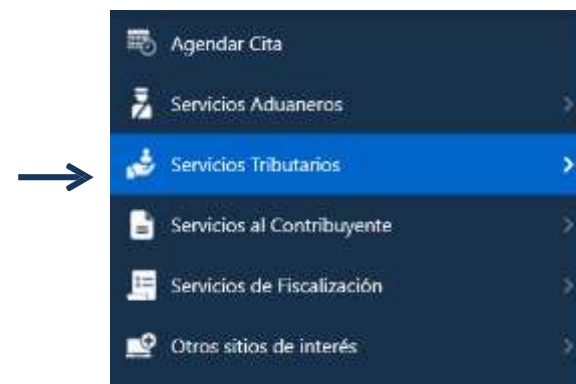 Agendar Cita
Servicios Aduaneros
Servicios Tributarios
Servicios al Contribuyente
Servicios de Fiscalización
Otros sitios de interés